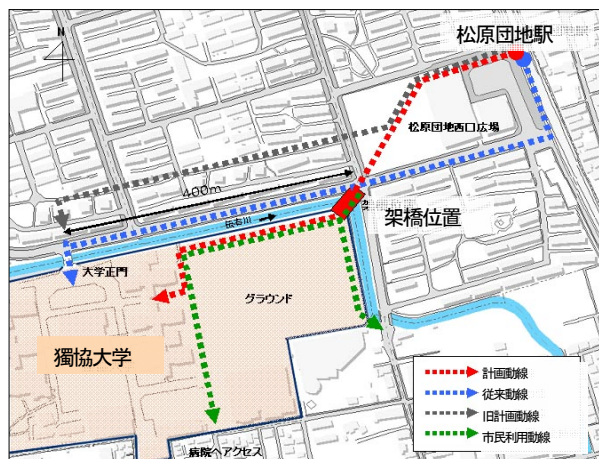 松原団地駅
N
松原団地西口広場
400m
伝右川
架橋位置
大学正門
グラウンド
獨協大学
計画動線
従来動線
旧計画動線
市民利用動線
病院へアクセス